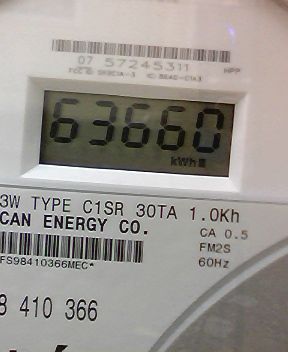 07 57245311
HPP
63660
kWh
3W TYPE C1SR 30TA 1.0Kh
CAN ENERGY CO.
CA 0.5
FM2S
60Hz
FS98410366MEC*
8 410 366